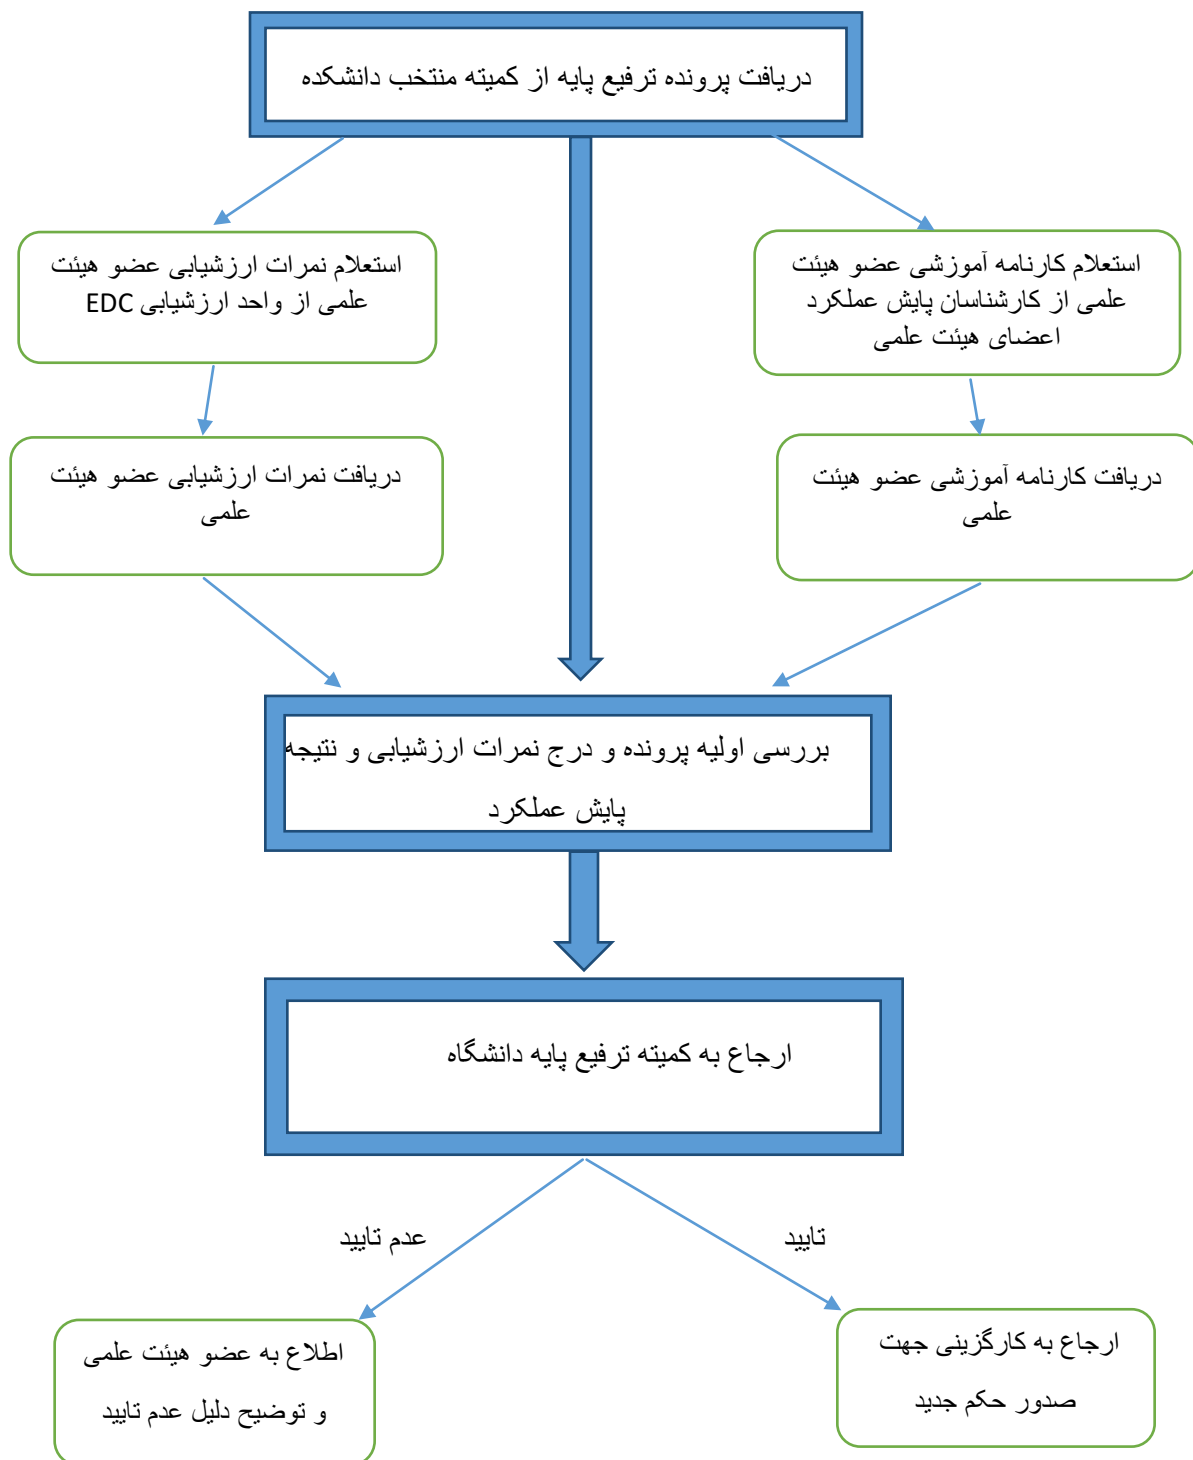 دریافت پرونده ترفیع پایه از کمیته منتخب دانشکده
استعلام کارنامه آموزشی عضو هیئت
علمی از کارشناسان پایش عملکرد
اعضای هیئت علمی
استعلام نمرات ارزشیابی عضو هیئت
علمی از واحد ارزشیابی EDC
دریافت کارنامه آموزشی عضو هیئت
علمی
دریافت نمرات ارزشیابی عضو هیئت
علمی
بررسی اولیه پرونده و درج نمرات ارزشیابی و نتیجه
پایش عملکرد
ارجاع به کمیته ترفیع پایه دانشگاه
تایید
عدم تایید
ارجاع به کارگزینی جهت
صدور حکم جدید
اطلاع به عضو هیئت علمی
و توضیح دلیل عدم تایید